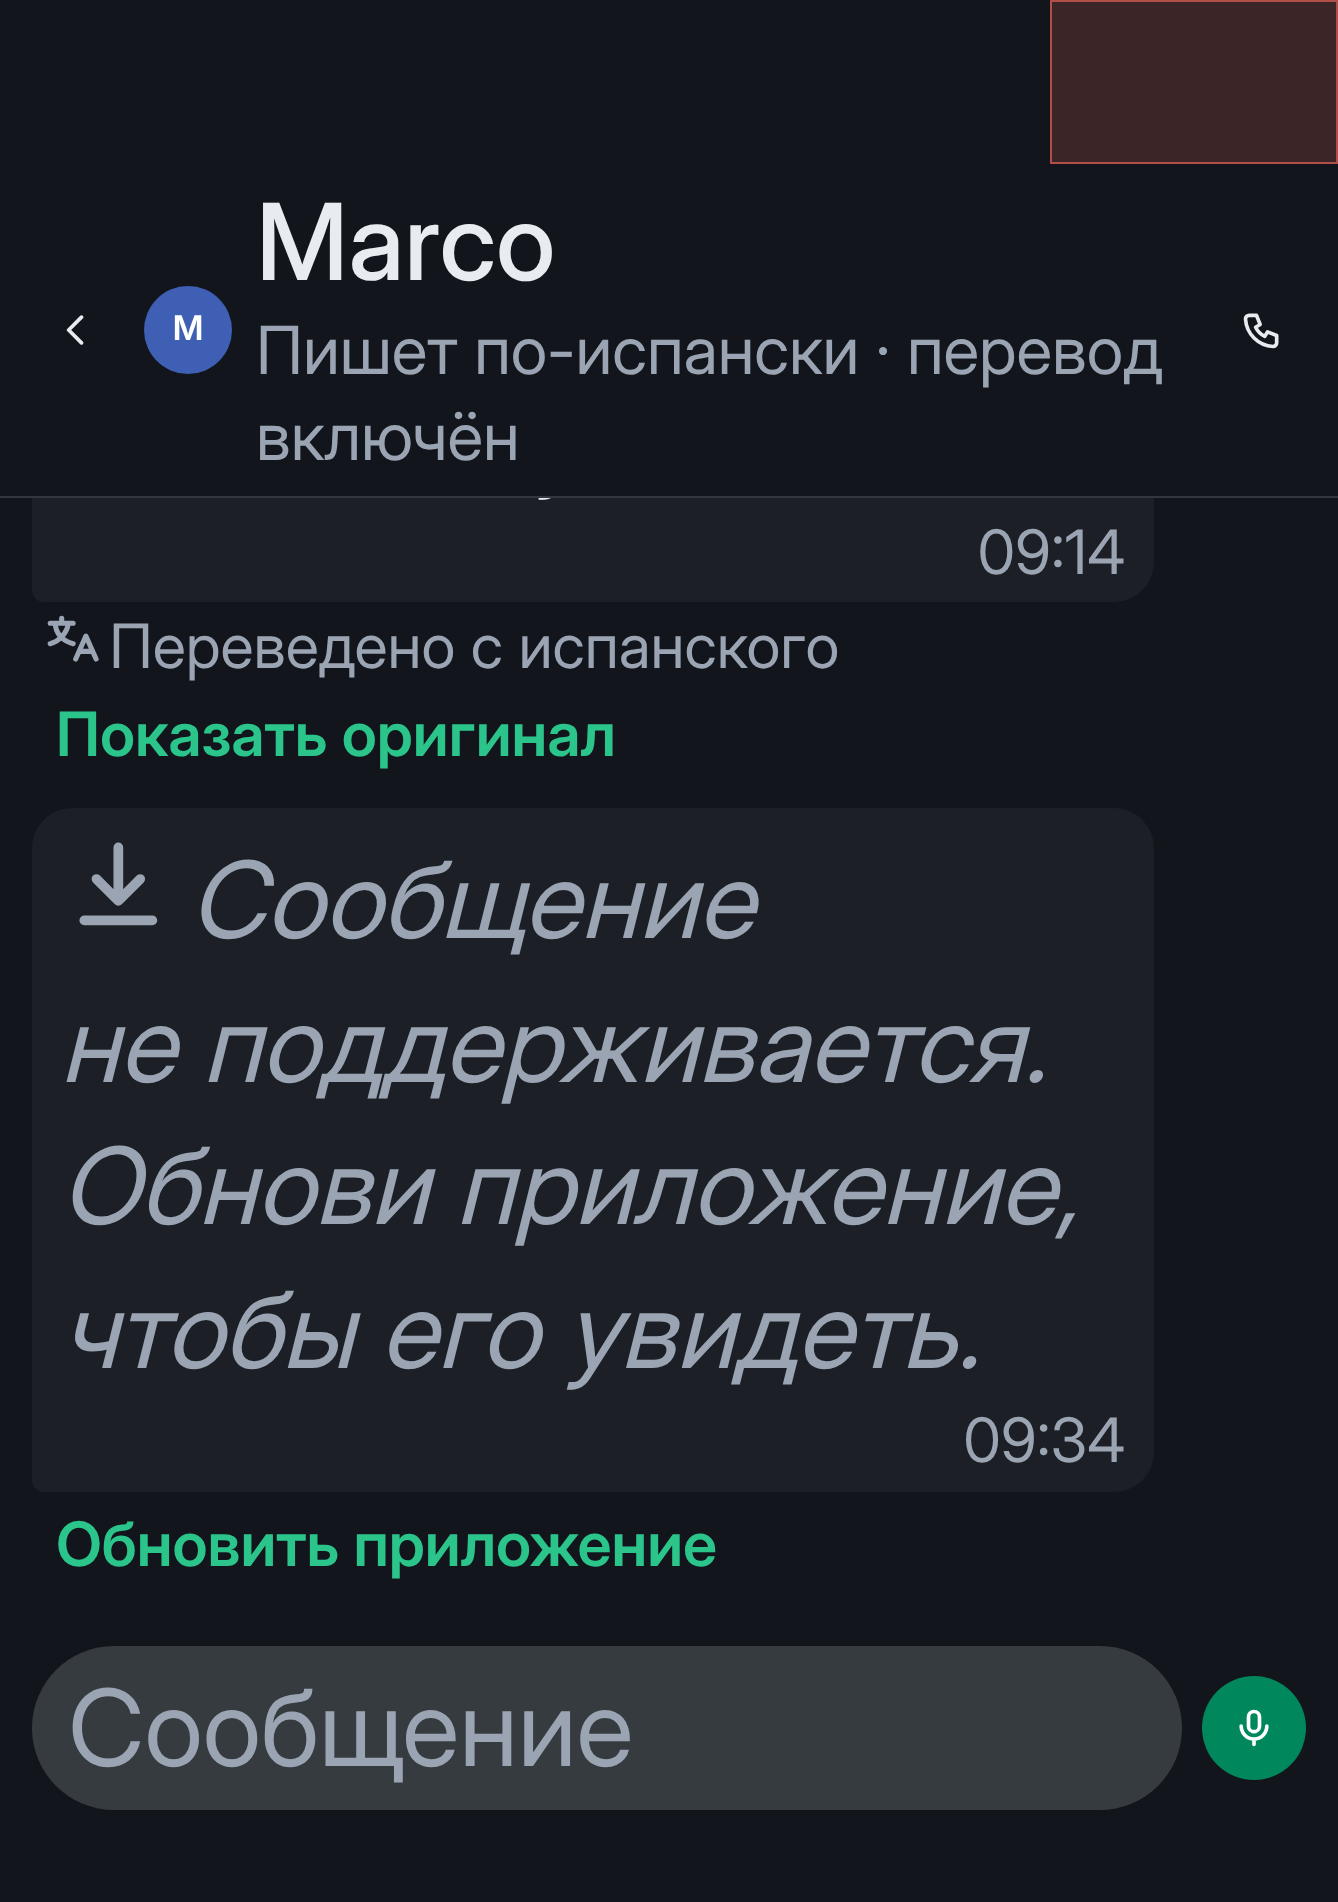 Marco
M
Пишет по-испански · перевод
включён
09:14
Переведено с испанского
Показать оригинал
Сообщение
не поддерживается.
Обнови приложение,
чтобы его увидеть.
09:34
Обновить приложение
Сообщение